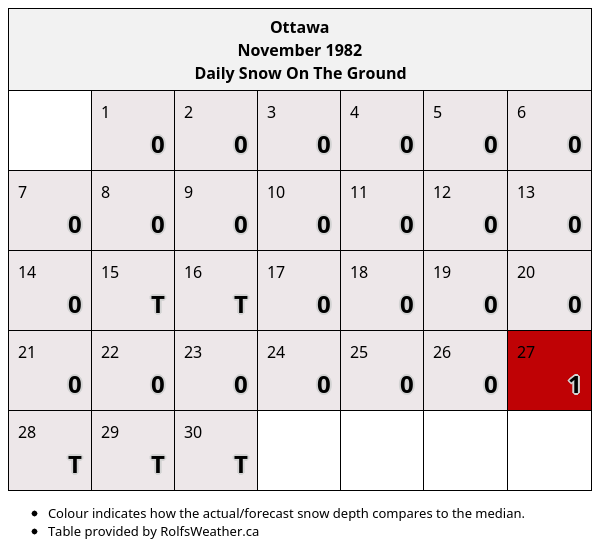 Ottawa
November 1982
Daily Snow On The Ground
1 2 3 4 5 6
0 0 0 0 0 0
7 8 9 10 11 12 13
0 0 0 0 0 0 0
14 15 16 17 18 19 20
0 T T 0 0 0 0
21 22 23 24 25 26 27
0 0 0 0 0 0 1
28 29 30
T T T
• Colour indicates how the actual/forecast snow depth compares to the median.
• Table provided by RolfsWeather.ca